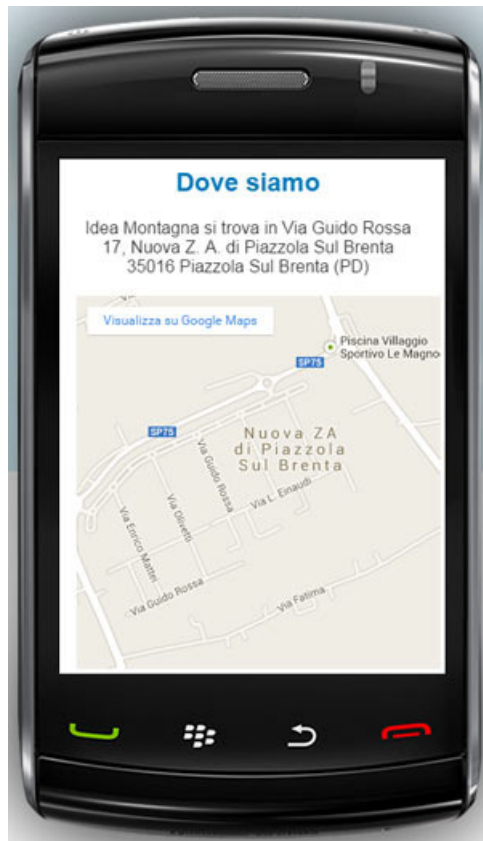 Dove siamo
Idea Montagna si trova in Via Guido Rossa
17, Nuova Z. A. di Piazzola Sul Brenta
35016 Piazzola Sul Brenta (PD)
Visualizza su Google Maps
Piscina Villaggio
Sportivo Le Magno
SP75
SP75
Nuova ZA
di Piazzola
Sul Brenta
Via Guido Rossa
Via L. Einaudi
Via Olivetti
Via Enrico Mattei
Via Guido Rossa
Via Fatima